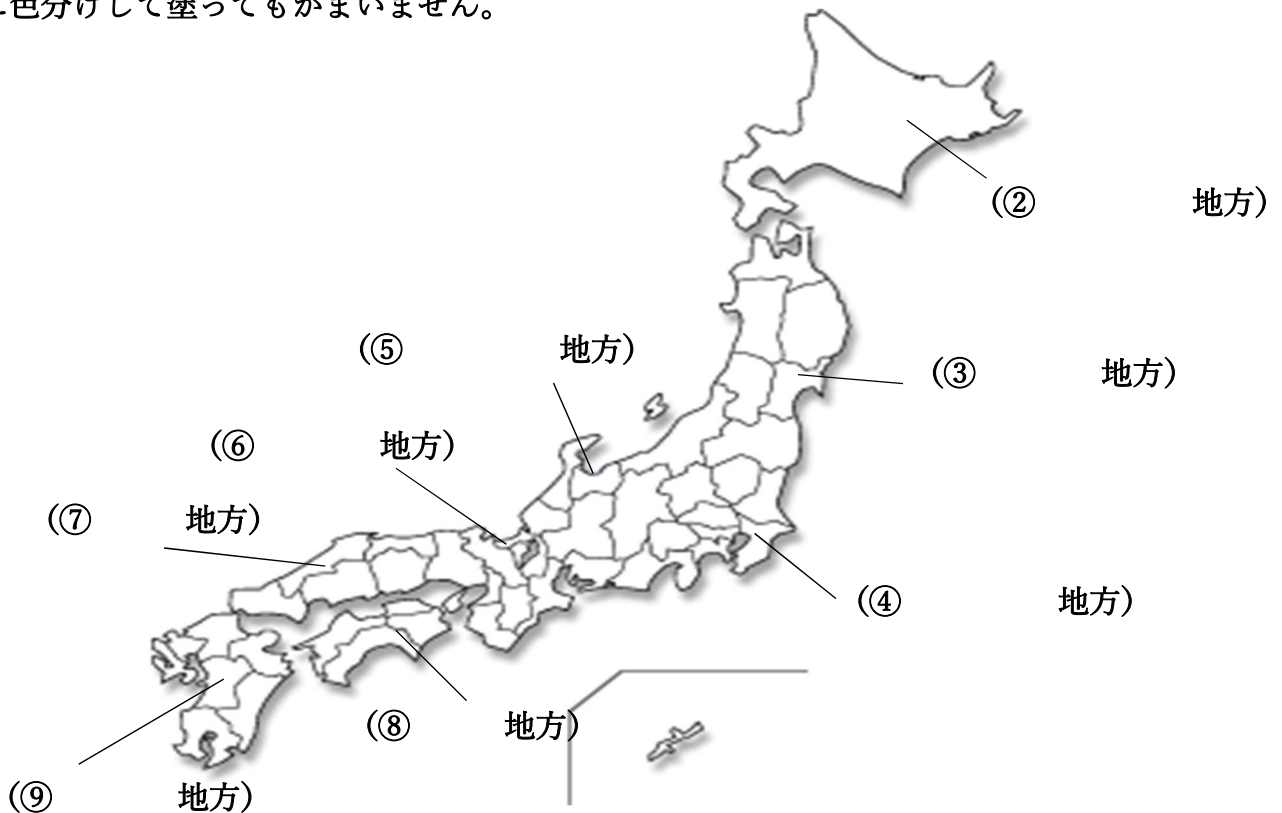 色分けして塗ってもかまいません。
(② 地方)
(⑤ 地方)
(③ 地方)
(⑥ 地方)
(⑦ 地方)
(④ 地方)
(⑧ 地方)
(⑨ 地方)